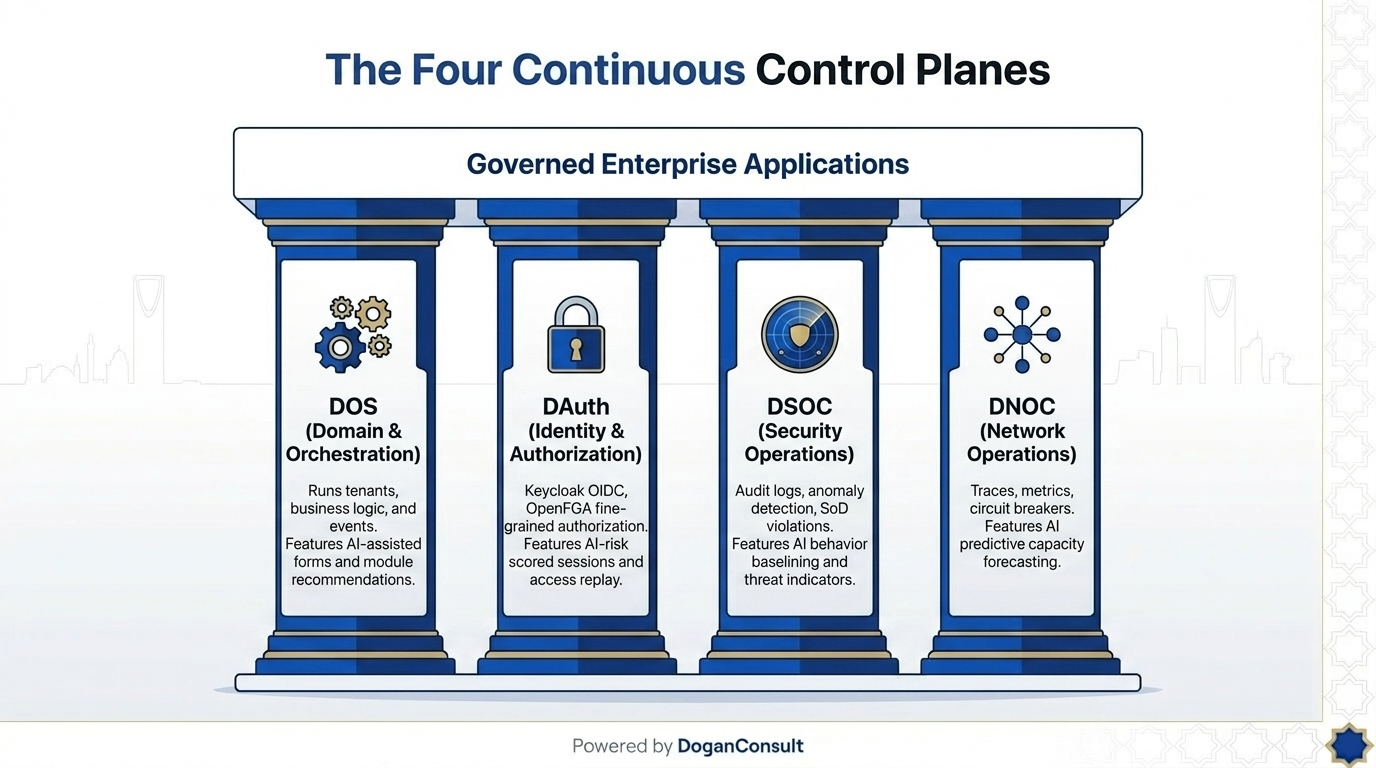 The Four Continuous Control Planes
Governed Enterprise Applications
DOS
(Domain &
Orchestration)
Runs tenants,
business logic, and
events.
Features AI-assisted
forms and module
recommendations.
DAuth
(Identity &
Authorization)
Keycloak OIDC,
OpenFGA fine-
grained authorization.
Features AI-risk
scored sessions and
access replay.
DSOC
(Security
Operations)
Audit logs, anomaly
detection, SoD
violations.
Features AI behavior
baselining and
threat indicators.
DNOC
(Network
Operations)
Traces, metrics,
circuit breakers.
Features AI
predictive capacity
forecasting.
Powered by DoganConsult